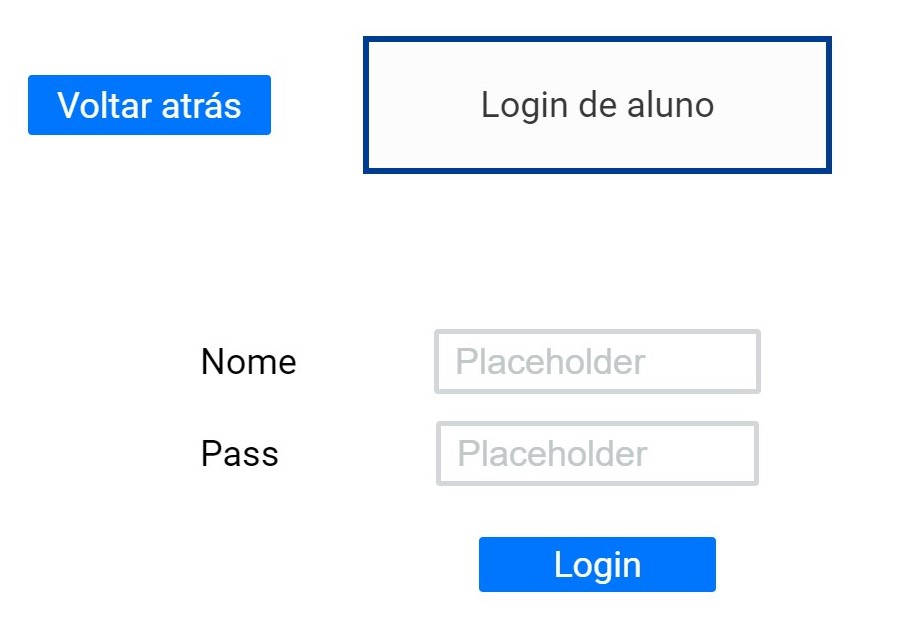 Voltar atrás
Login de aluno
Nome
Placeholder
Pass
Placeholder
Login